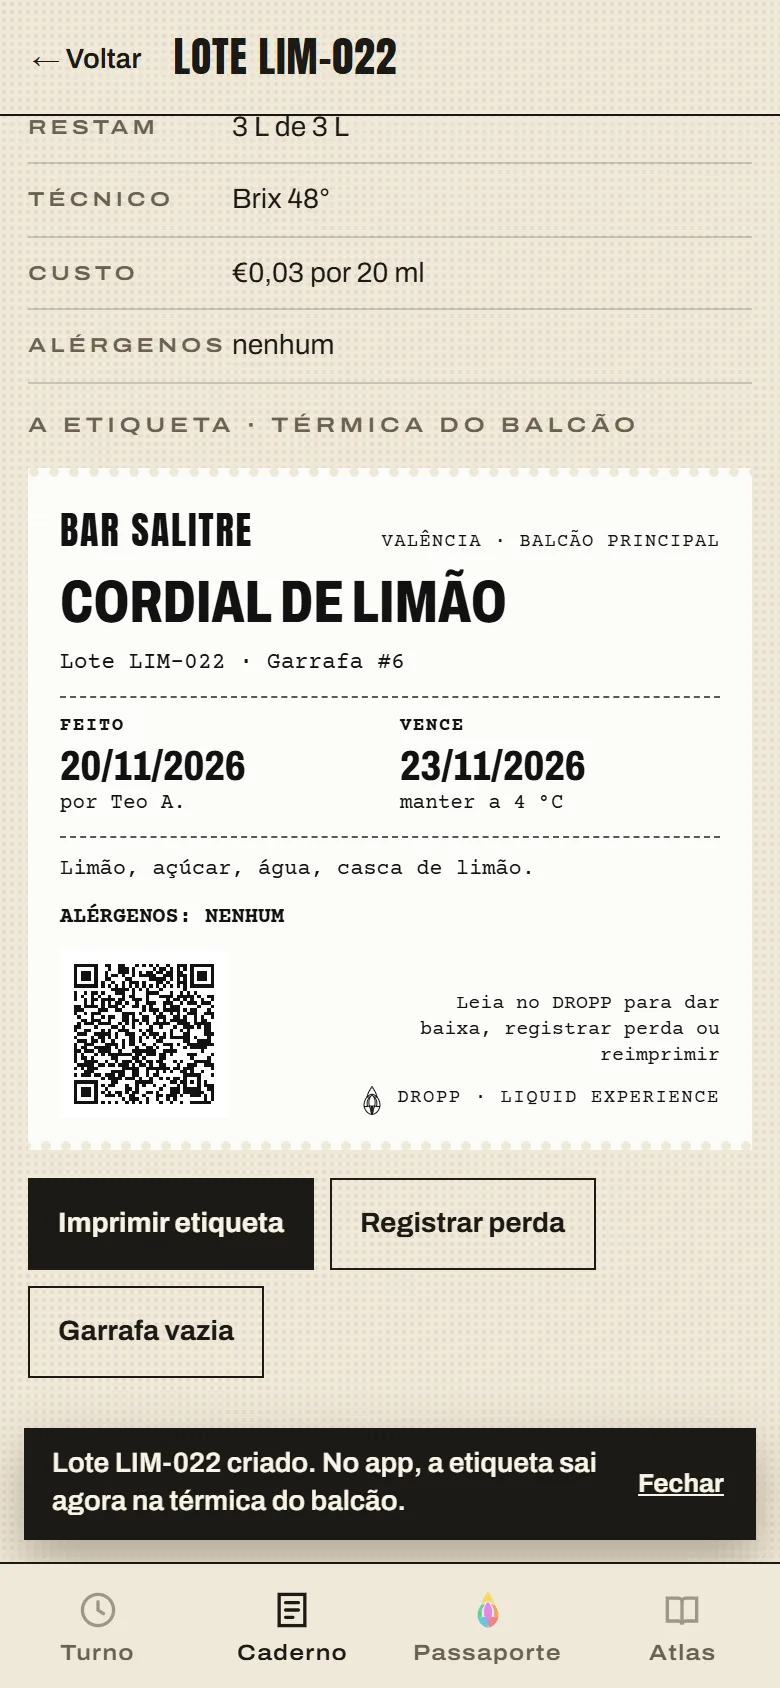 ← Voltar LOTE LIM-022
RESTAM 3 L de 3 L
TÉCNICO Brix 48°
CUSTO €0,03 por 20 ml
ALÉRGENOS nenhum
A ETIQUETA · TÉRMICA DO BALCÃO
BAR SALITRE VALÊNCIA · BALCÃO PRINCIPAL
CORDIAL DE LIMÃO
Lote LIM-022 · Garrafa #6
FEITO VENCE
20/11/2026 23/11/2026
por Teo A. manter a 4 °C
Limão, açúcar, água, casca de limão.
ALÉRGENOS: NENHUM
Leia no DROPP para dar
baixa, registrar perda ou
reimprimir
DROPP · LIQUID EXPERIENCE
Imprimir etiqueta Registrar perda
Garrafa vazia
Lote LIM-022 criado. No app, a etiqueta sai
agora na térmica do balcão.
Fechar
Turno Caderno Passaporte Atlas